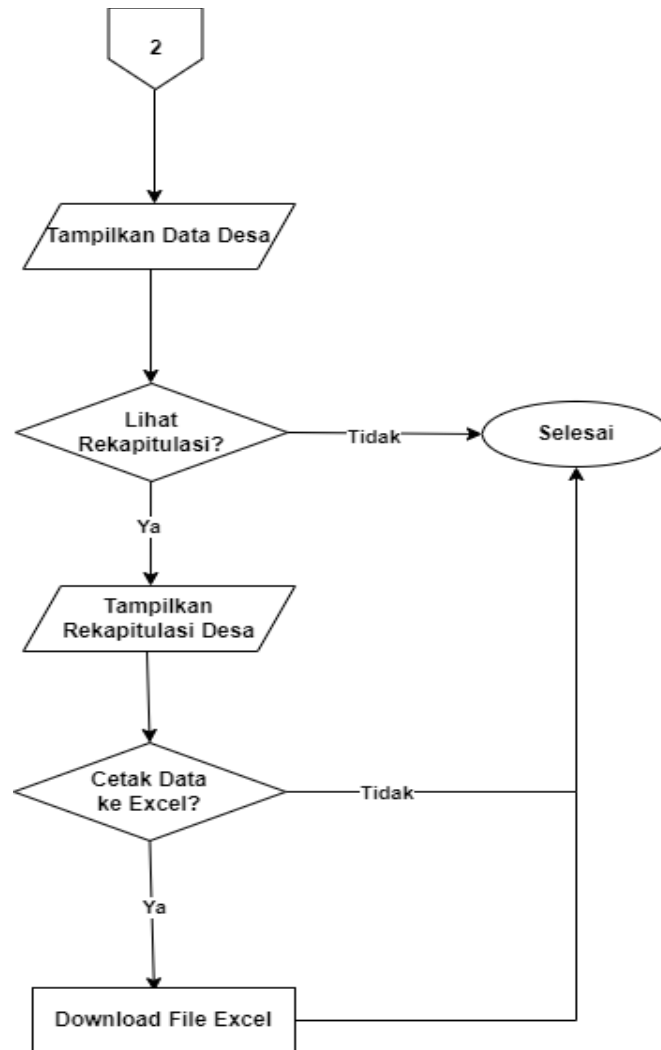 2
Tampilkan Data Desa
Lihat
Rekapitulasi?
Tidak
Selesai
Ya
Tampilkan
Rekapitulasi Desa
Cetak Data
ke Excel?
Tidak
Ya
Download File Excel